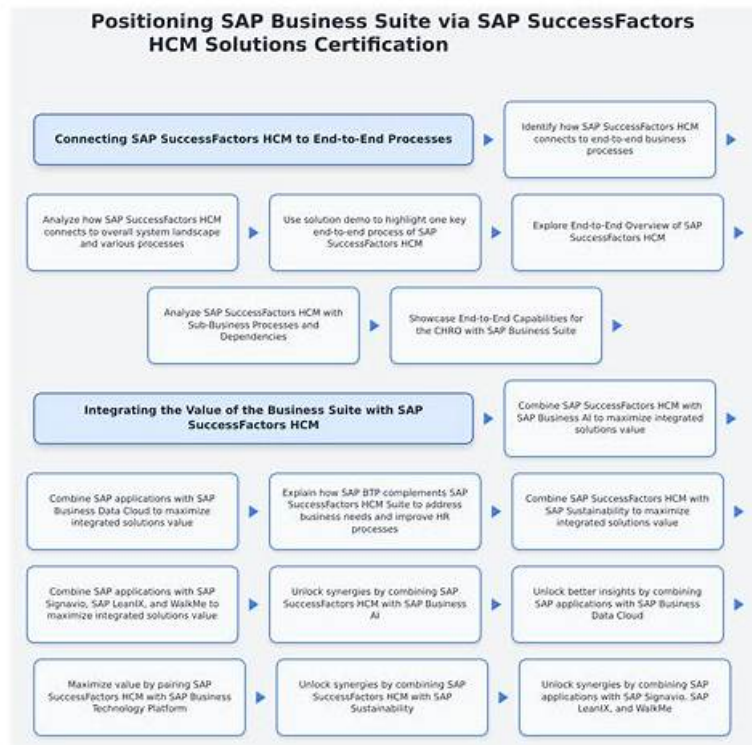 Positioning SAP Business Suite via SAP SuccessFactors
HCM Solutions Certification
Connecting SAP SuccessFactors HCM to End-to-End Processes
Identify how SAP SuccessFactors HCM
connects to end-to-end business
processes
Analyze how SAP SuccessFactors HCM
connects to overall system landscape
and various processes
Use solution demo to highlight one key
end-to-end process of SAP
SuccessFactors HCM
Explore End-to-End Overview of SAP
SuccessFactors HCM
Analyze SAP SuccessFactors HCM with
Sub-Business Processes and
Dependencies
Showcase End-to-End Capabilities for
the CHRO with SAP Business Suite
Integrating the Value of the Business Suite with SAP
SuccessFactors HCM
Combine SAP SuccessFactors HCM with
SAP Business AI to maximize integrated
solutions value
Combine SAP applications with SAP
Business Data Cloud to maximize
integrated solutions value
Explain how SAP BTP complements SAP
SuccessFactors HCM Suite to address
business needs and improve HR
processes
Combine SAP SuccessFactors HCM with
SAP Sustainability to maximize
integrated solutions value
Combine SAP applications with SAP
Signavio, SAP LeanIX, and WalkMe to
maximize integrated solutions value
Unlock synergies by combining SAP
SuccessFactors HCM with SAP Business
AI
Unlock better insights by combining
SAP applications with SAP Business
Data Cloud
Maximize value by pairing SAP
SuccessFactors HCM with SAP Business
Technology Platform
Unlock synergies by combining SAP
SuccessFactors HCM with SAP
Sustainability
Unlock synergies by combining SAP
applications with SAP Signavio, SAP
LeanIX, and WalkMe